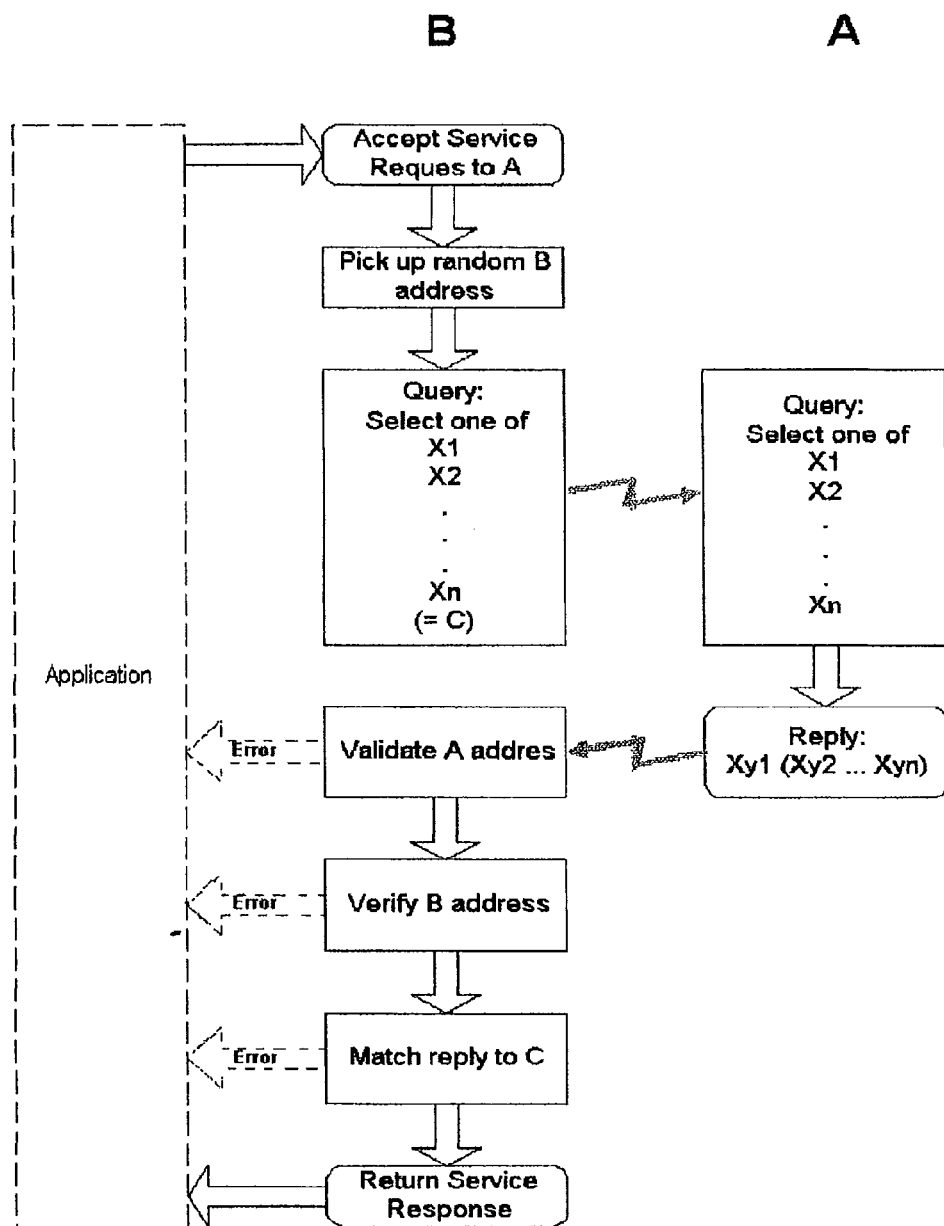 B
A
Accept Service
Reques to A
Pick up random B
address
Query:
Select one of
X1
X2
.
.
.
Xn
(= C)
Query:
Select one of
X1
X2
.
.
.
Xn
Application
Error
Validate A addres
Reply:
Xy1 (Xy2 ... Xyn)
Error
Verify B address
Error
Match reply to C
Return Service
Response